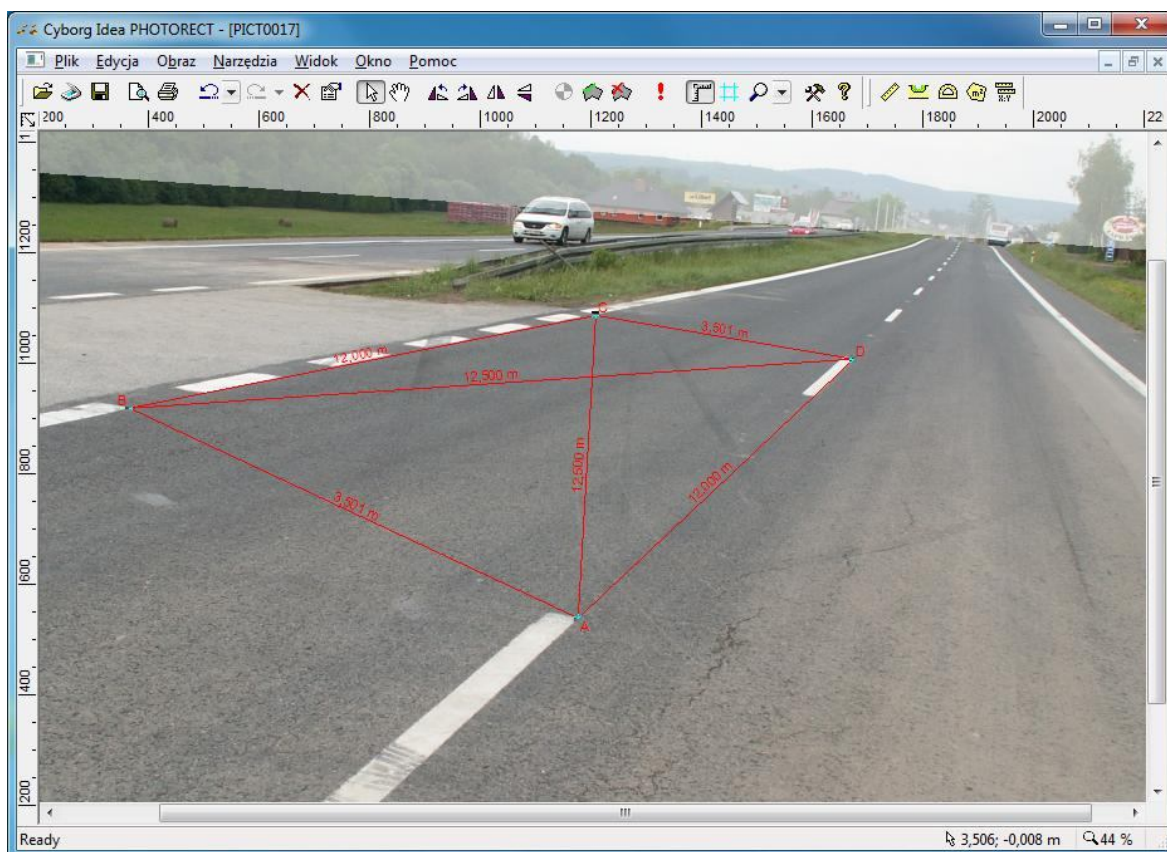 Cyborg Idea PHOTORECT - [PICT0017]
Plik Edycja Obraz Narzędzia Widok Okno Pomoc
200 400 600 800 1000 1200 1400 1600 1800 2000 22
1
1200
1000
800
600
400
200
C
3,501 m
D
12,000 m
12,500 m
B
12,500 m
12,000 m
3,501 m
A
Ready 3,506; -0,008 m 44 %